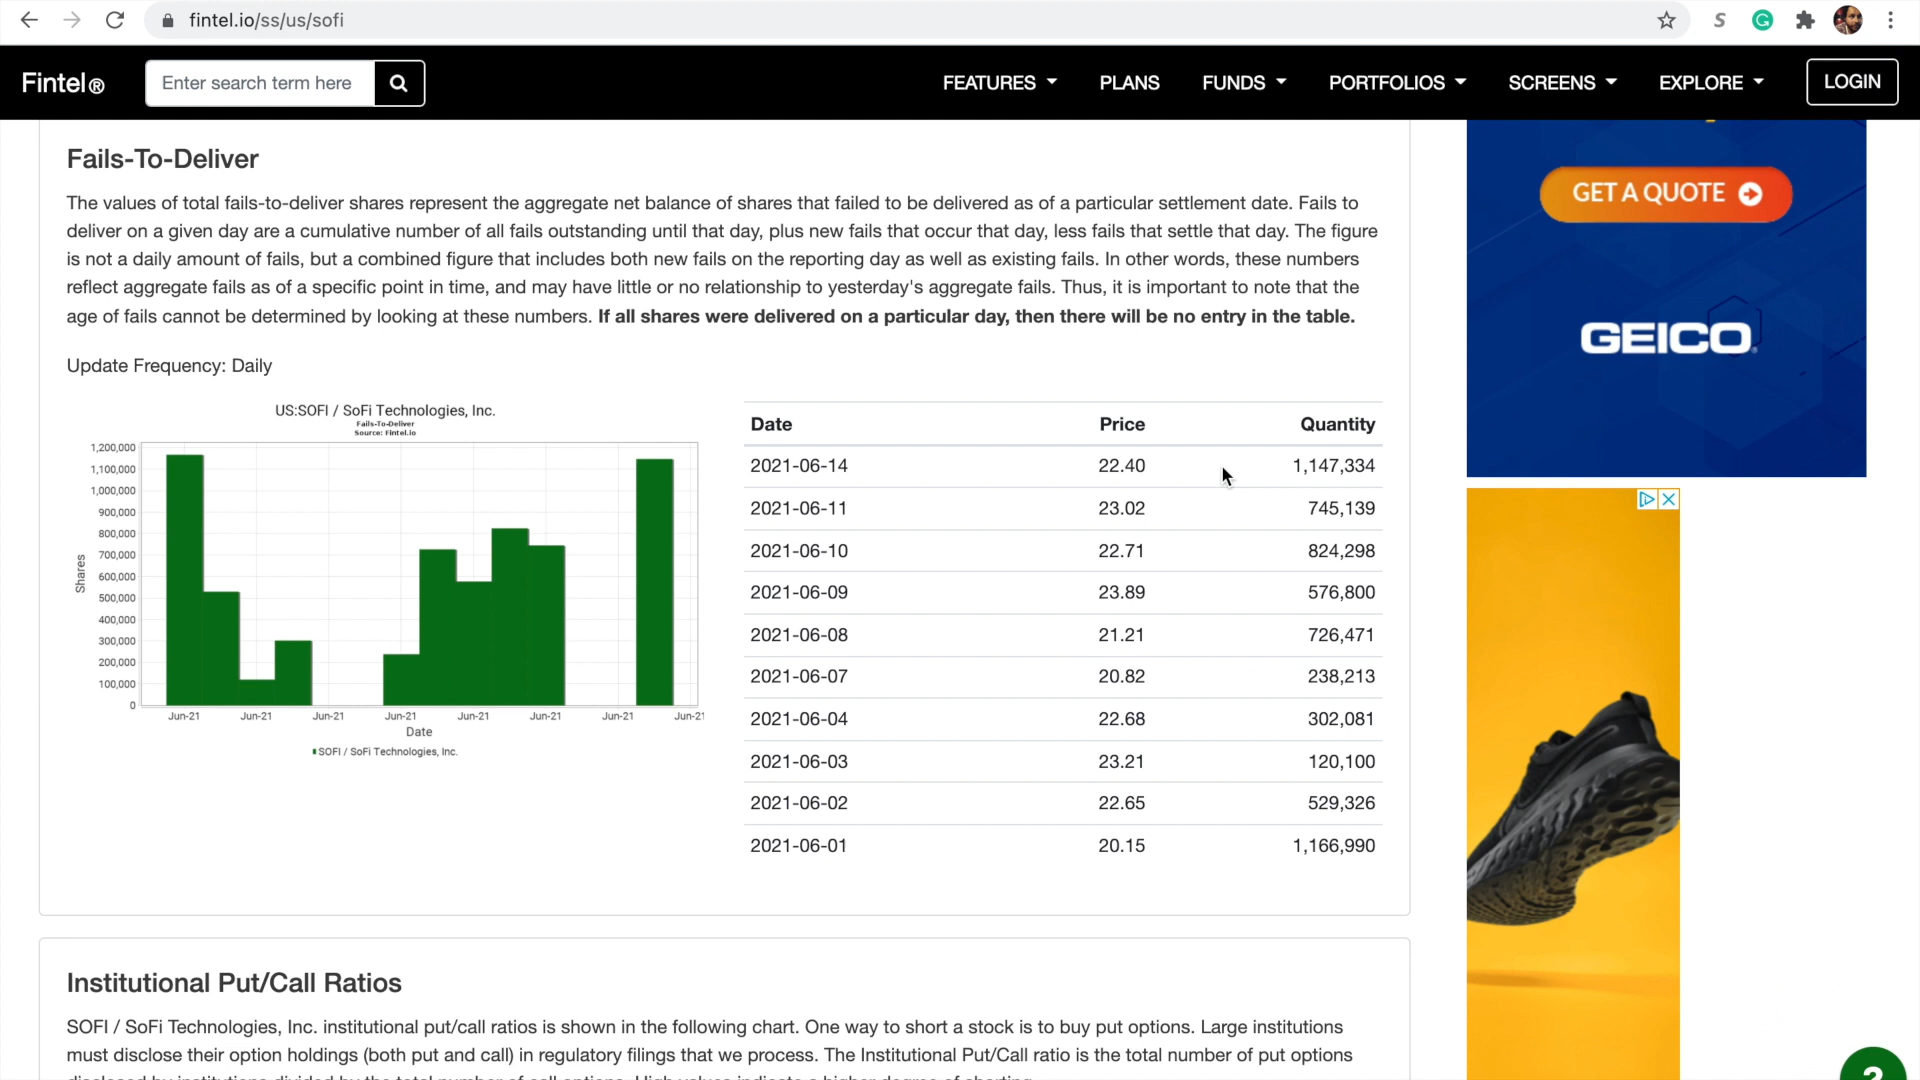 fintel.io/ss/us/sofi
Fintel®
Enter search term here
FEATURES PLANS FUNDS PORTFOLIOS SCREENS EXPLORE LOGIN
Fails-To-Deliver
The values of total fails-to-deliver shares represent the aggregate net balance of shares that failed to be delivered as of a particular settlement date. Fails to
deliver on a given day are a cumulative number of all fails outstanding until that day, plus new fails that occur that day, less fails that settle that day. The figure
is not a daily amount of fails, but a combined figure that includes both new fails on the reporting day as well as existing fails. In other words, these numbers
reflect aggregate fails as of a specific point in time, and may have little or no relationship to yesterday's aggregate fails. Thus, it is important to note that the
age of fails cannot be determined by looking at these numbers. If all shares were delivered on a particular day, then there will be no entry in the table.
Update Frequency: Daily
US:SOFI / SoFi Technologies, Inc.
Fails-To-Deliver
Source: Fintel.io
1,200,000
1,100,000
1,000,000
900,000
800,000
700,000
600,000
500,000
400,000
300,000
200,000
100,000
0
Shares
Jun-21 Jun-21 Jun-21 Jun-21 Jun-21 Jun-21 Jun-21 Jun-21
Date
SOFI / SoFi Technologies, Inc.
Date Price Quantity
2021-06-14 22.40 1,147,334
2021-06-11 23.02 745,139
2021-06-10 22.71 824,298
2021-06-09 23.89 576,800
2021-06-08 21.21 726,471
2021-06-07 20.82 238,213
2021-06-04 22.68 302,081
2021-06-03 23.21 120,100
2021-06-02 22.65 529,326
2021-06-01 20.15 1,166,990
GET A QUOTE
GEICO
Institutional Put/Call Ratios
SOFI / SoFi Technologies, Inc. institutional put/call ratios is shown in the following chart. One way to short a stock is to buy put options. Large institutions
must disclose their option holdings (both put and call) in regulatory filings that we process. The Institutional Put/Call ratio is the total number of put options
disclosed by institutions divided by the total number of call options. High values indicate a higher degree of shorting.
?